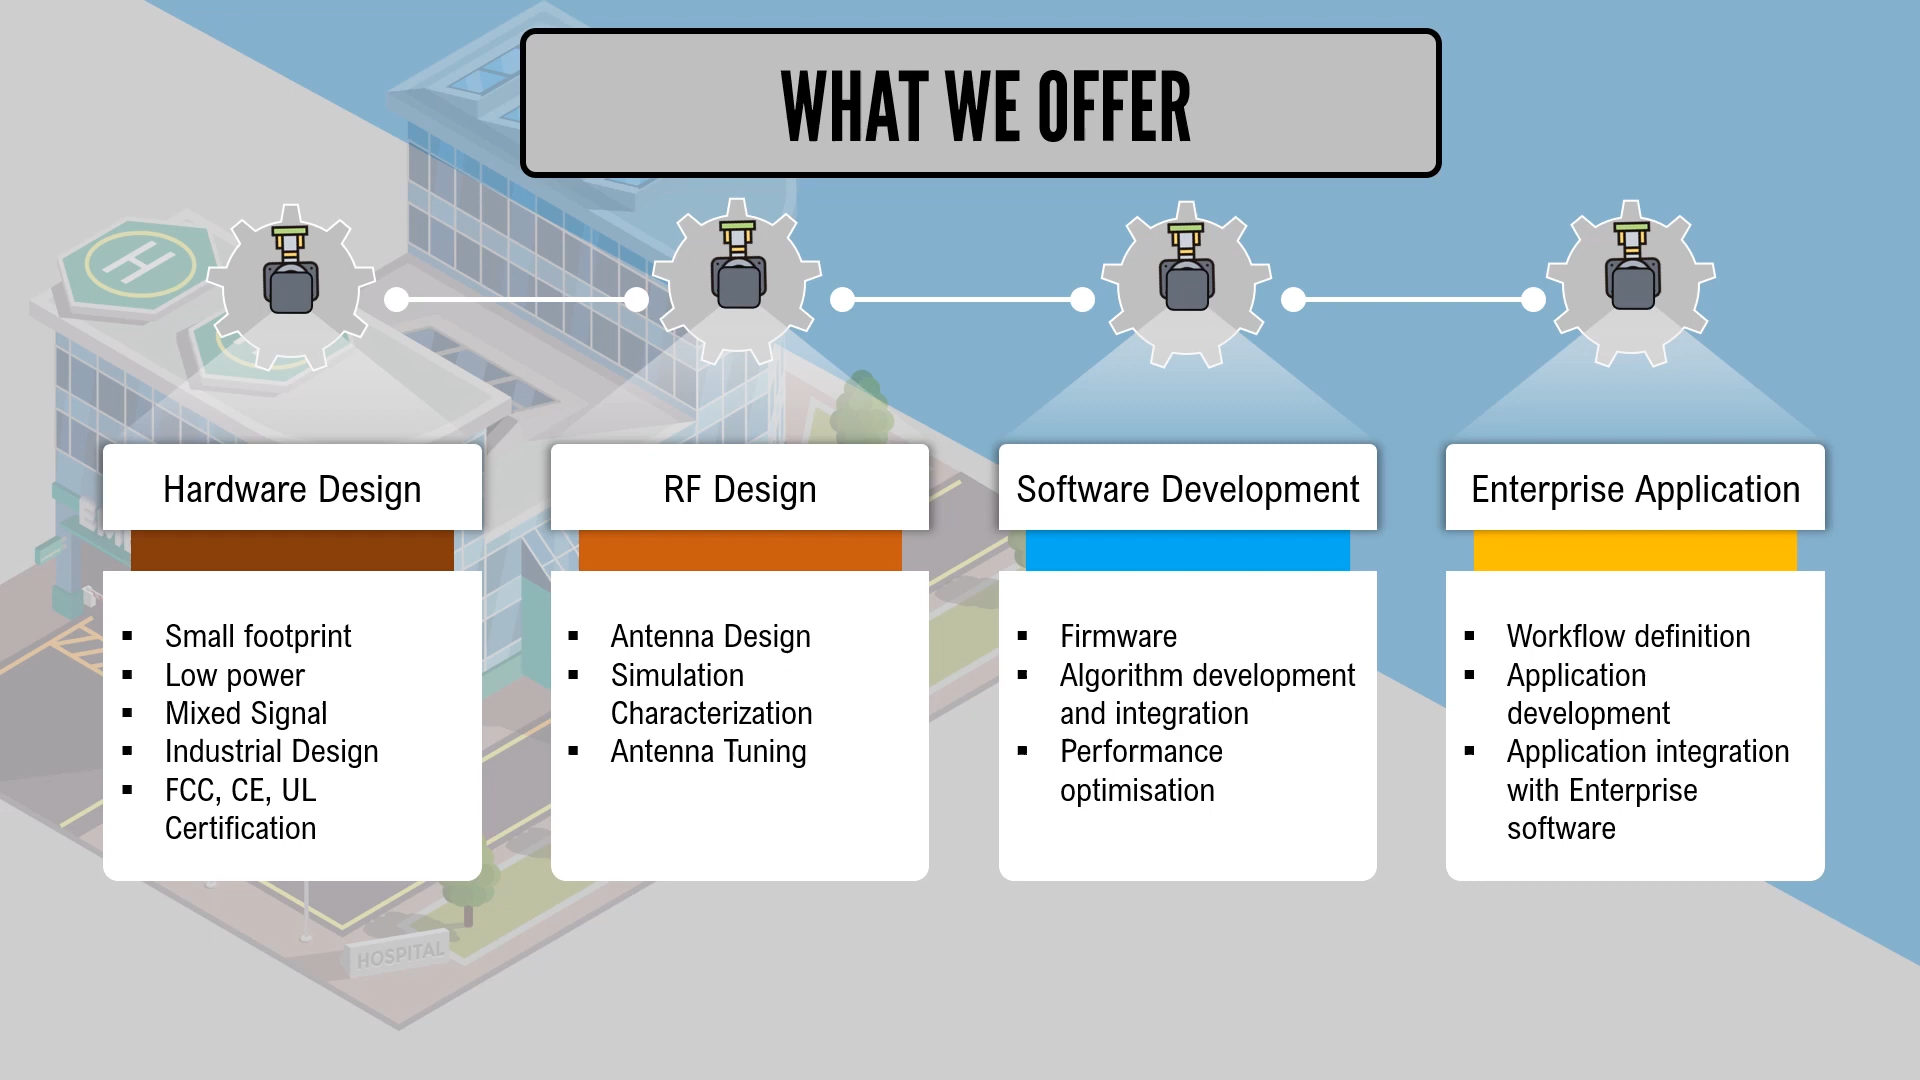 WHAT WE OFFER
H
Hardware Design
▪ Small footprint
▪ Low power
▪ Mixed Signal
▪ Industrial Design
▪ FCC, CE, UL
Certification
RF Design
▪ Antenna Design
▪ Simulation
Characterization
▪ Antenna Tuning
Software Development
▪ Firmware
▪ Algorithm development
and integration
▪ Performance
optimisation
Enterprise Application
▪ Workflow definition
▪ Application
development
▪ Application integration
with Enterprise
software
HOSPITAL